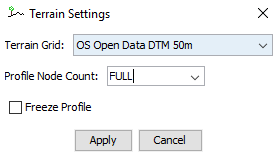 Terrain Settings
Terrain Grid: OS Open Data DTM 50m
Profile Node Count: FULL
Freeze Profile
Apply Cancel